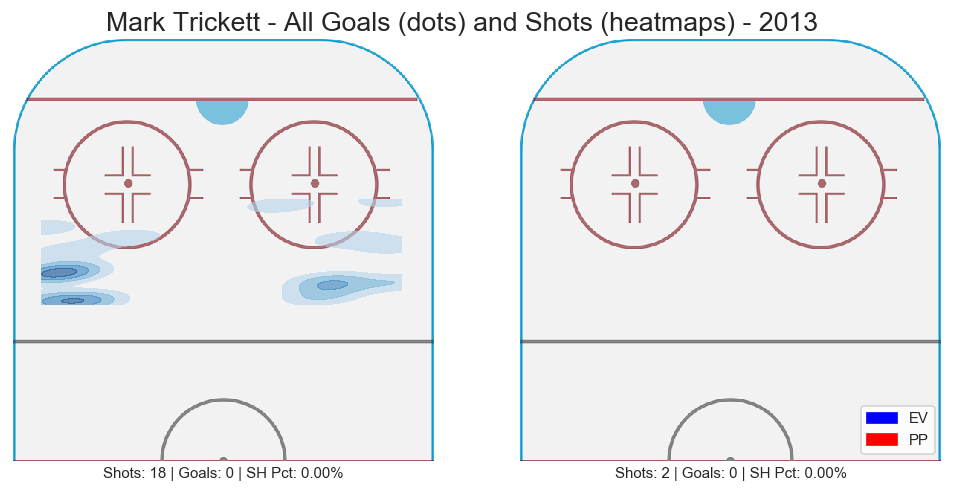 Mark Trickett - All Goals (dots) and Shots (heatmaps) - 2013
EV
PP
Shots: 18 | Goals: 0 | SH Pct: 0.00%
Shots: 2 | Goals: 0 | SH Pct: 0.00%